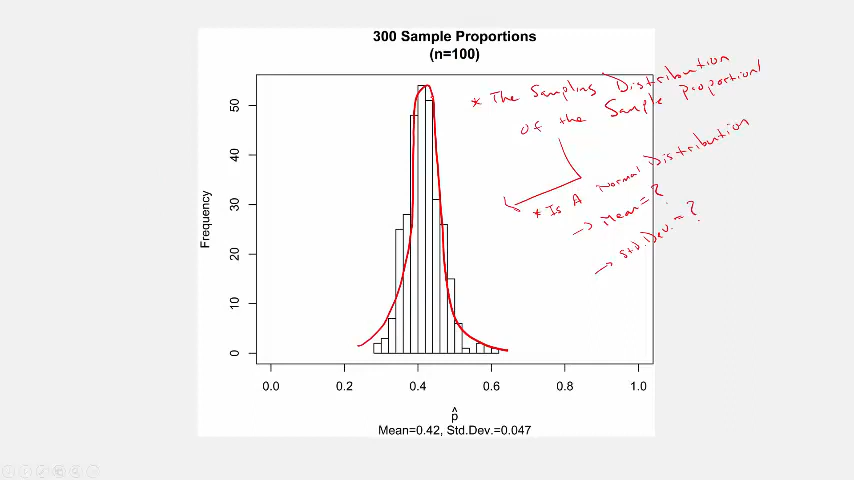 300 Sample Proportions
(n=100)
* The Sampling Distribution
of the Sample Proportion!
* Is A Normal Distribution
→ Mean=?
→ Std.Dev.=?
Frequency
50
40
30
20
10
0
0.0 0.2 0.4 0.6 0.8 1.0
p̂
Mean=0.42, Std.Dev.=0.047